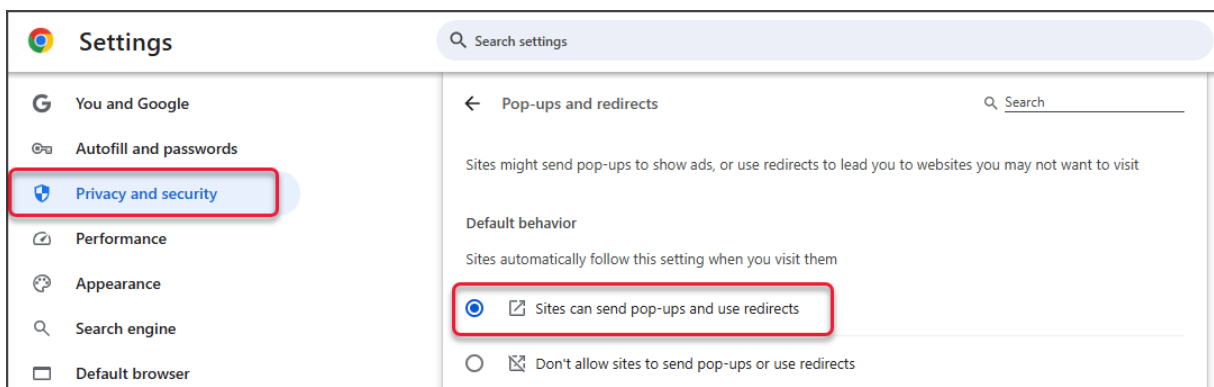 Settings
Search settings
You and Google
Autofill and passwords
Privacy and security
Performance
Appearance
Search engine
Default browser
Pop-ups and redirects
Search
Sites might send pop-ups to show ads, or use redirects to lead you to websites you may not want to visit
Default behavior
Sites automatically follow this setting when you visit them
Sites can send pop-ups and use redirects
Don't allow sites to send pop-ups or use redirects